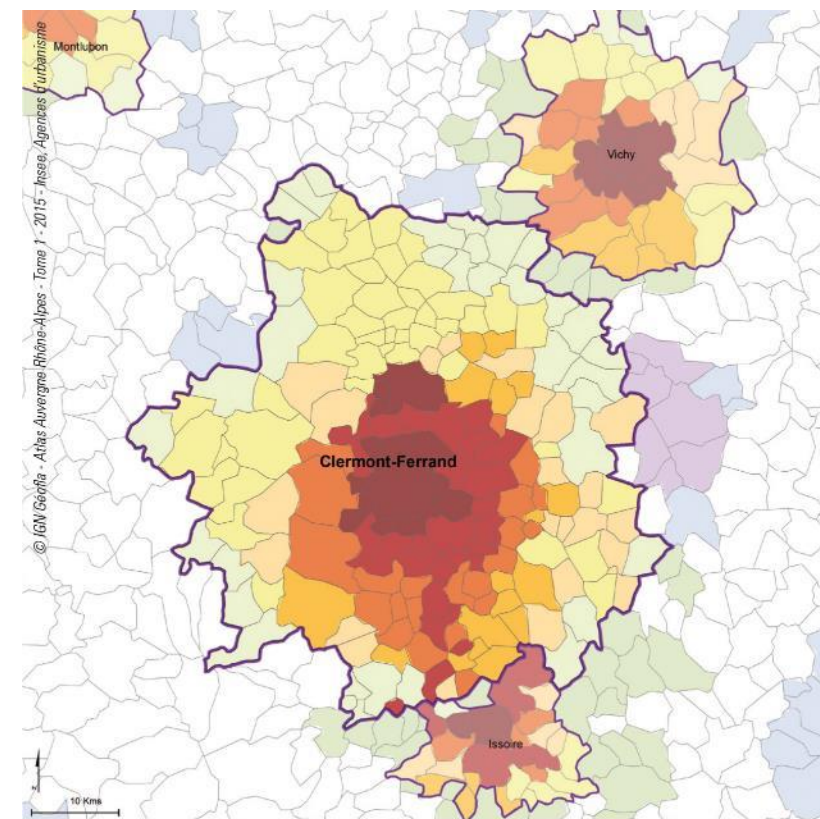 Montluçon
Vichy
Clermont-Ferrand
Issoire
© IGN Géofla - Atlas Auvergne Rhône-Alpes - Tome 1 - 2015 - Insee, Agences d'urbanisme
N
10 Kms